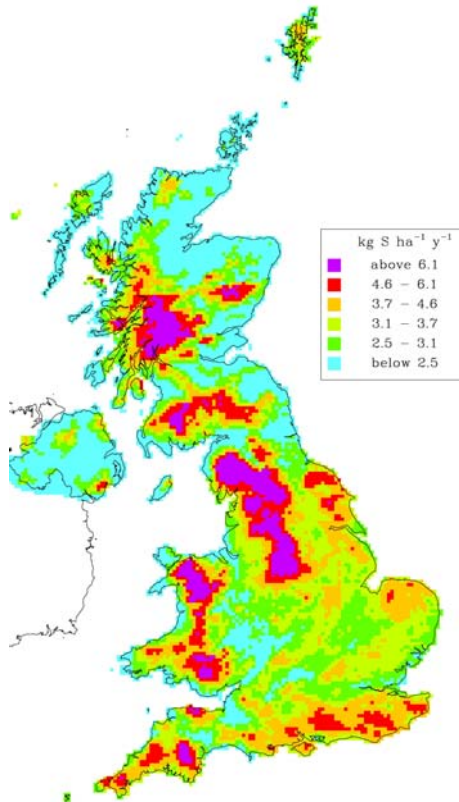 kg S ha⁻¹ y⁻¹
above 6.1
4.6 – 6.1
3.7 – 4.6
3.1 – 3.7
2.5 – 3.1
below 2.5